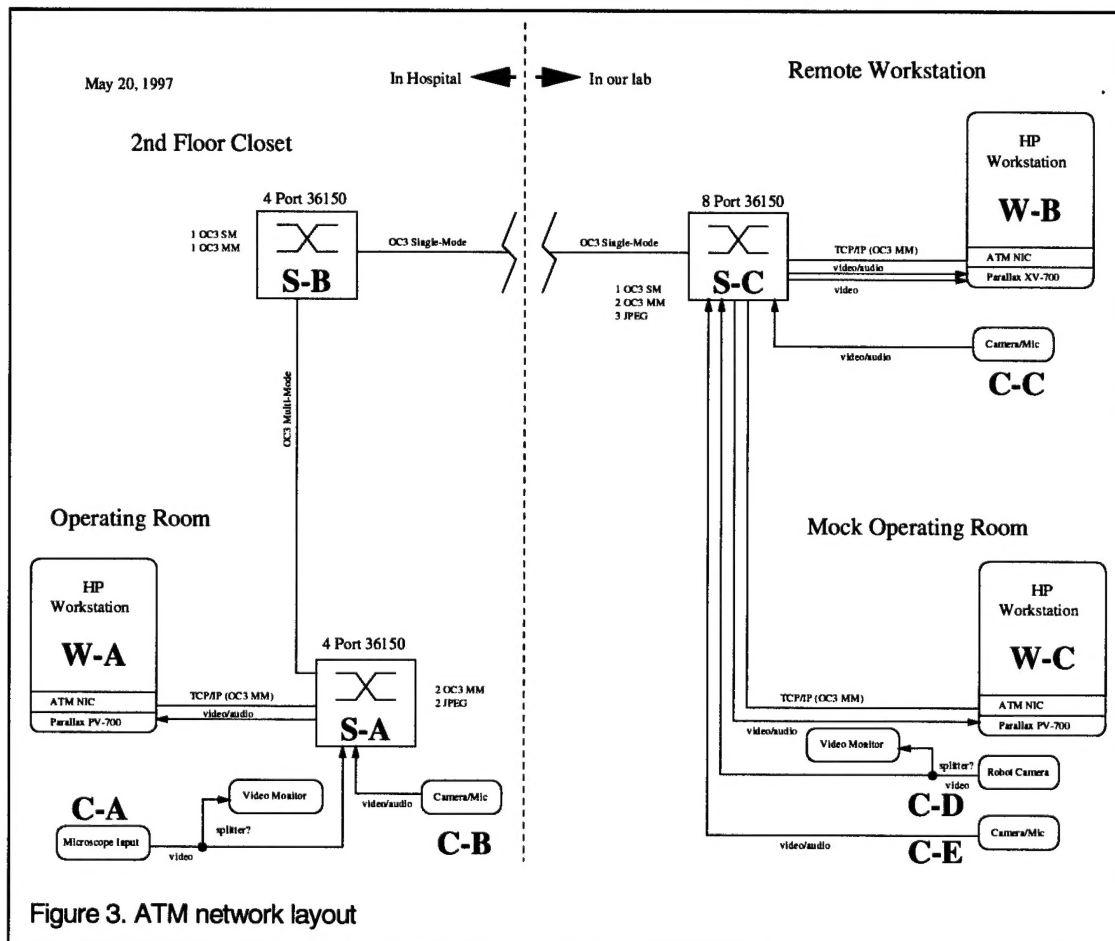 May 20, 1997
In Hospital
In our lab
Remote Workstation
2nd Floor Closet
4 Port 36150
1 OC3 SM
1 OC3 MM
S-B
OC3 Single-Mode
OC3 Single-Mode
8 Port 36150
S-C
1 OC3 SM
2 OC3 MM
3 JPEG
TCP/IP (OC3 MM)
video/audio
video
HP
Workstation
W-B
ATM NIC
Parallax XV-700
Camera/Mic
video/audio
C-C
OC3 Multi-Mode
Operating Room
HP
Workstation
W-A
ATM NIC
Parallax PV-700
TCP/IP (OC3 MM)
video/audio
4 Port 36150
S-A
2 OC3 MM
2 JPEG
C-A
Microscope Input
video
splitter?
Video Monitor
video/audio
Camera/Mic
C-B
Mock Operating Room
HP
Workstation
W-C
ATM NIC
Parallax PV-700
TCP/IP (OC3 MM)
video/audio
Video Monitor
splitter?
video
Robot Camera
C-D
Camera/Mic
C-E
video/audio
Figure 3. ATM network layout